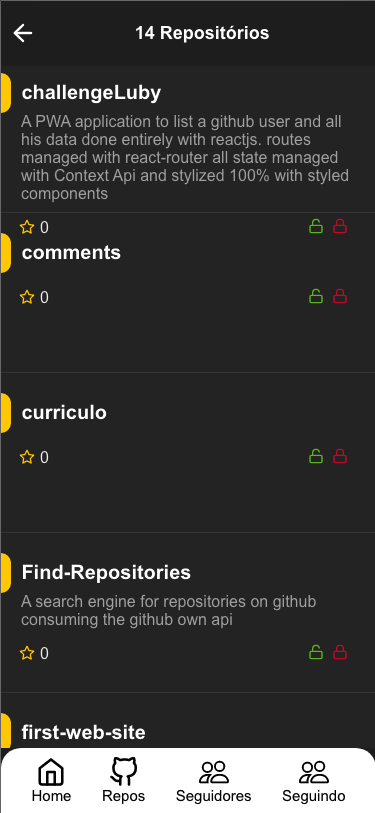 14 Repositórios
challengeLuby
A PWA application to list a github user and all
his data done entirely with reactjs. routes
managed with react-router all state managed
with Context Api and stylized 100% with styled
components
0
comments
0
curriculo
0
Find-Repositories
A search engine for repositories on github
consuming the github own api
0
first-web-site
Home Repos Seguidores Seguindo